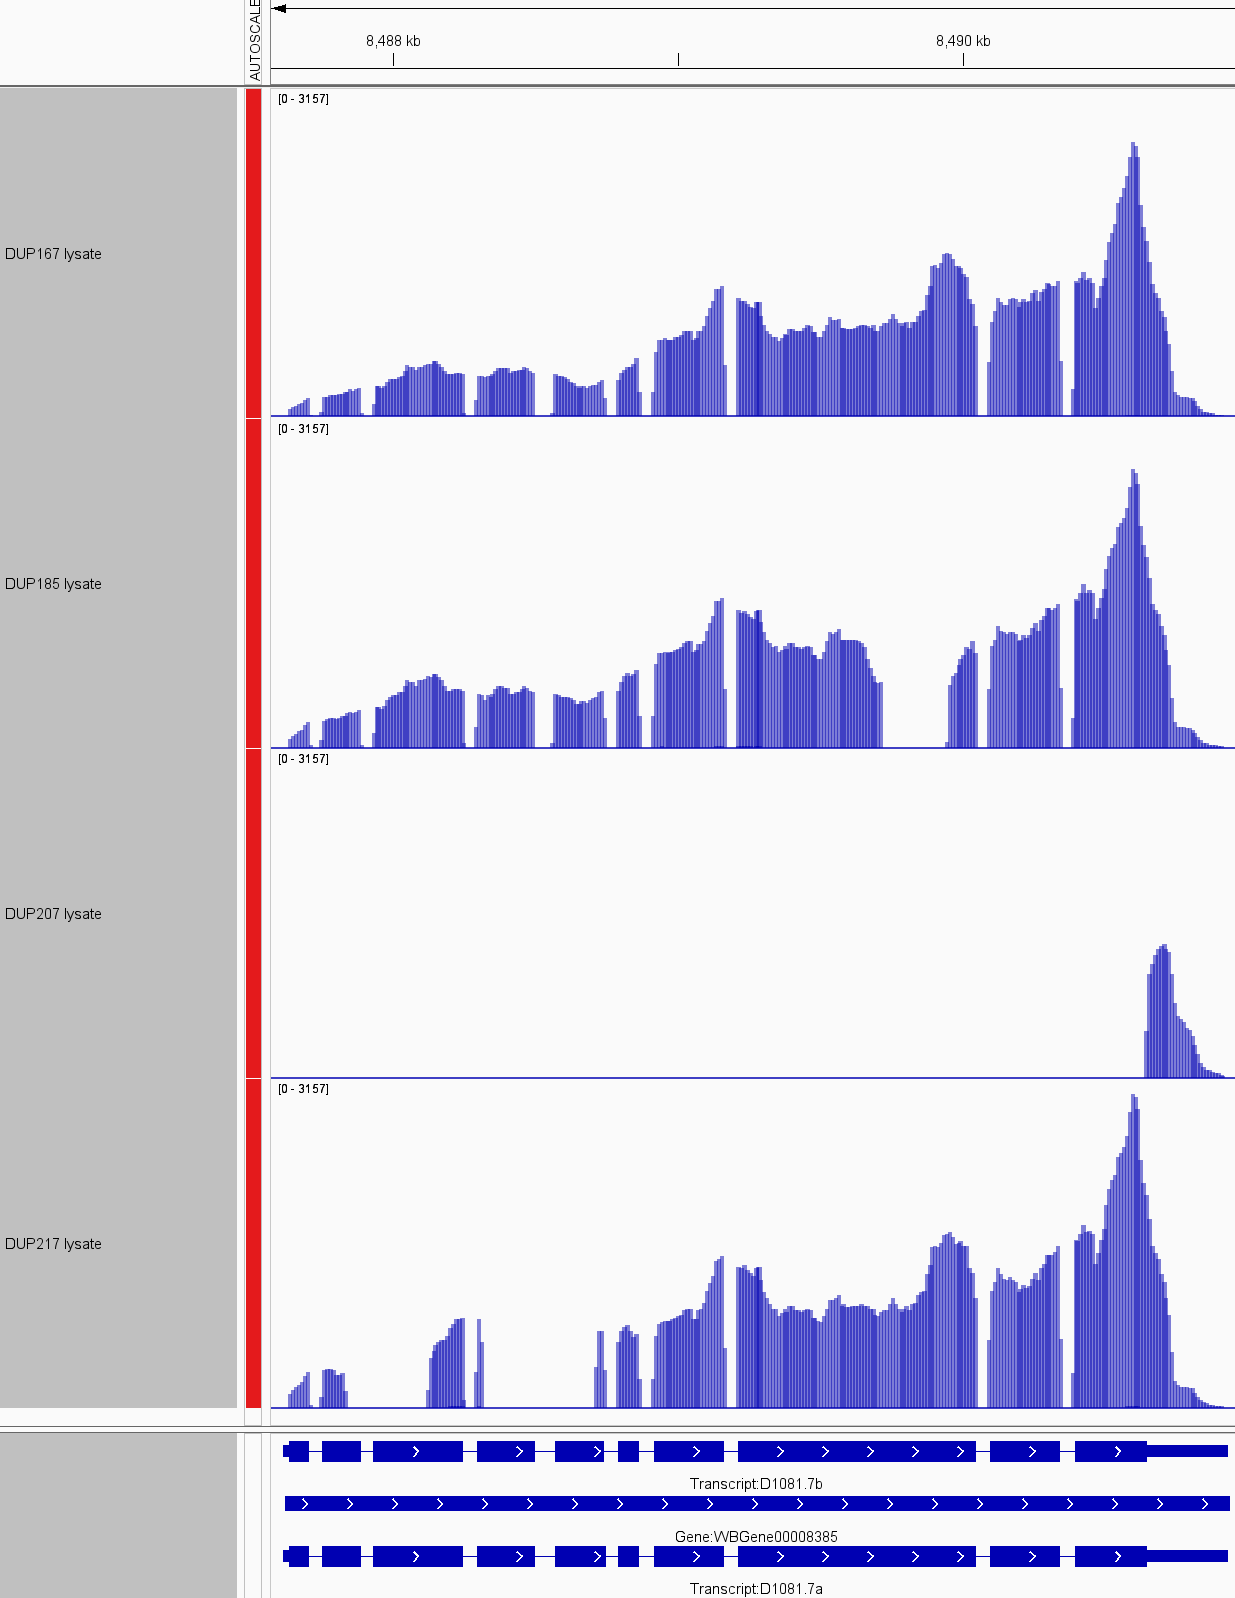 AUTOSCALE
8,488 kb
8,490 kb
[0 - 3157]
DUP167 lysate
[0 - 3157]
DUP185 lysate
[0 - 3157]
DUP207 lysate
[0 - 3157]
DUP217 lysate
Transcript:D1081.7b
Gene:WBGene00008385
Transcript:D1081.7a